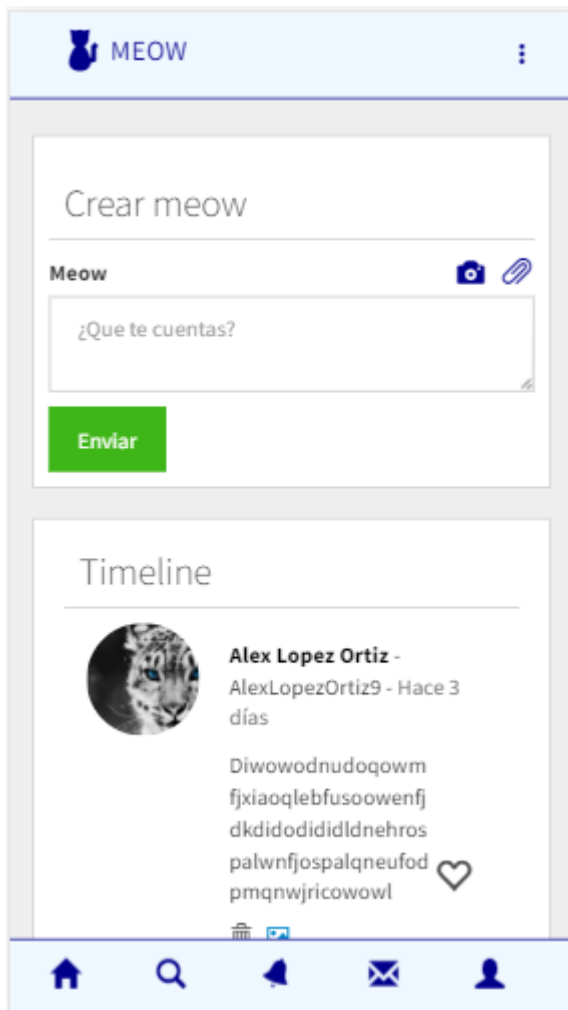 MEOW
Crear meow
Meow
¿Que te cuentas?
Enviar
Timeline
Alex Lopez Ortiz -
AlexLopezOrtiz9 - Hace 3
días
Diwowodnudoqowm
fjxiaoqlebfusoowenfj
dkdidodididldnehros
palwnfjospalqneufod
pmqnwjricowowl